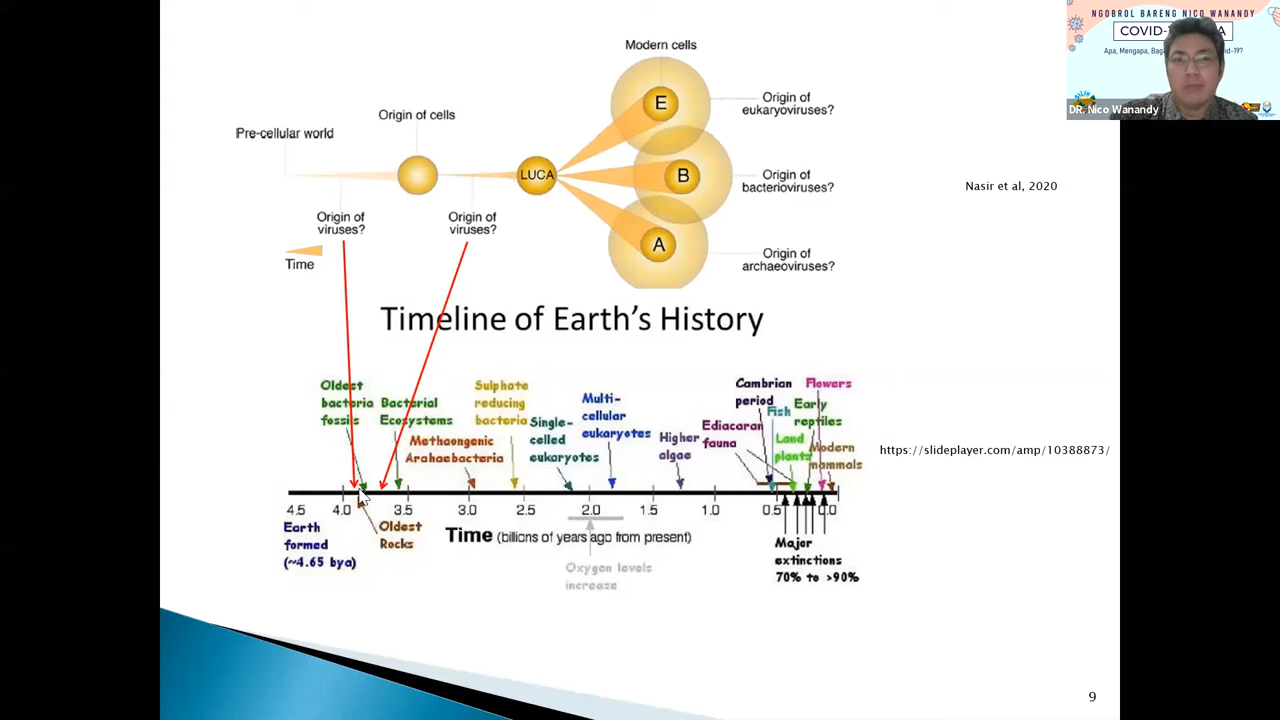 NGOBROL BARENG NICO WANANDY
Apa, Mengapa,
DR. Nico Wanandy
Modern cells
Origin of cells
Pre-cellular world
LUCA
E
B
A
Origin of
eukaryoviruses?
Origin of
bacterioviruses?
Origin of
archaeoviruses?
Origin of
viruses?
Origin of
viruses?
Time
Nasir et al, 2020
Timeline of Earth's History
Oldest
bacteria
fossils
Bacterial
Ecosystems
Methaongenic
Arahaebacteria
Sulphate
reducing
bacteria
Single-
celled
eukaryotes
Multi-
cellular
eukaryotes
Higher
algae
Ediacaran
fauna
Cambrian
period
Fish
Land
plants
Flowers
Early
reptiles
Modern
mammals
https://slideplayer.com/amp/10388873/
4.5 4.0 3.5 3.0 2.5 2.0 1.5 1.0 0.5 0.0
Earth
formed
(~4.65 bya)
Oldest
Rocks
Time (billions of years ago from present)
Oxygen levels
increase
Major
extinctions
70% to >90%
9